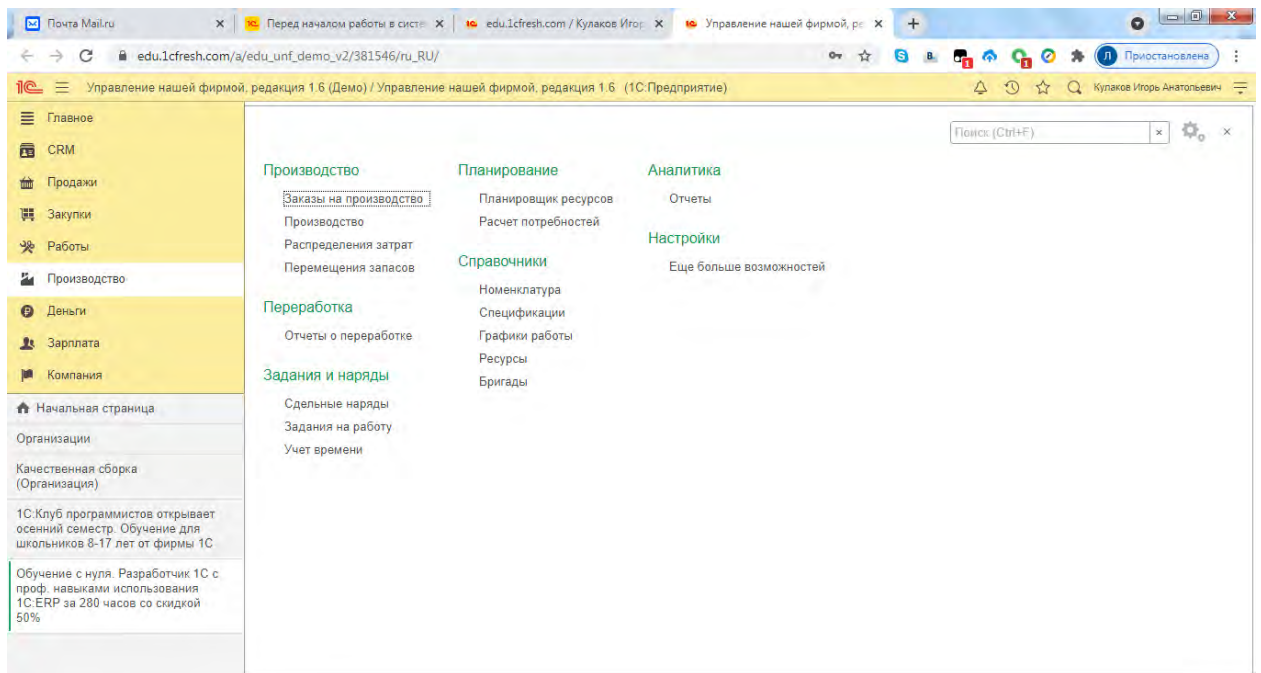 Почта Mail.ru
Перед началом работы в систе
edu.1cfresh.com / Кулаков Игор
Управление нашей фирмой, ре
edu.1cfresh.com/a/edu_unf_demo_v2/381546/ru_RU/
Приостановлена
Управление нашей фирмой, редакция 1.6 (Демо) / Управление нашей фирмой, редакция 1.6 (1С:Предприятие)
Кулаков Игорь Анатольевич
Главное
CRM
Продажи
Закупки
Работы
Производство
Деньги
Зарплата
Компания
Начальная страница
Организации
Качественная сборка
(Организация)
1С:Клуб программистов открывает
осенний семестр. Обучение для
школьников 8-17 лет от фирмы 1С
Обучение с нуля. Разработчик 1С с
проф. навыками использования
1С:ERP за 280 часов со скидкой
50%
Поиск (Ctrl+F)
Производство
Заказы на производство
Производство
Распределения затрат
Перемещения запасов
Переработка
Отчеты о переработке
Задания и наряды
Сдельные наряды
Задания на работу
Учет времени
Планирование
Планировщик ресурсов
Расчет потребностей
Справочники
Номенклатура
Спецификации
Графики работы
Ресурсы
Бригады
Аналитика
Отчеты
Настройки
Еще больше возможностей